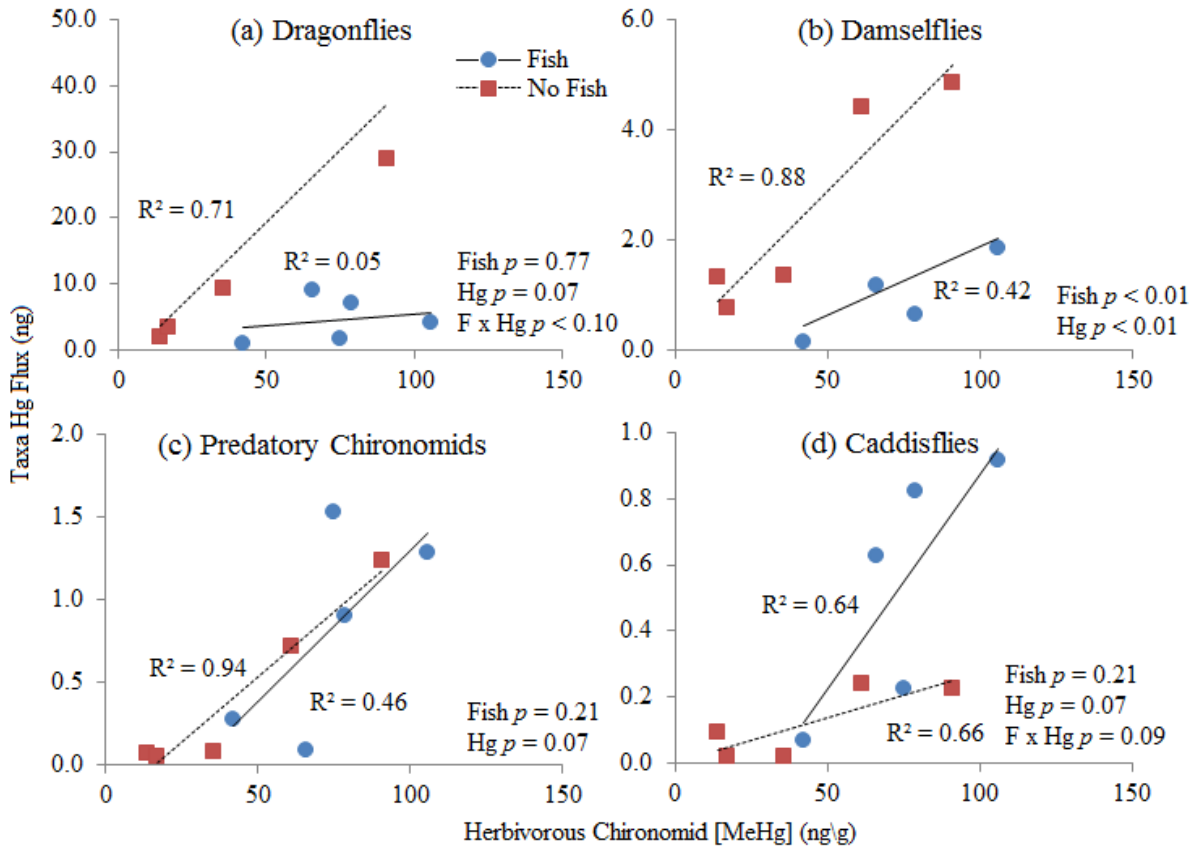 Taxa Hg Flux (ng)
(a) Dragonflies
50.0
40.0
30.0
20.0
10.0
0.0
0
50
100
150
Fish
No Fish
R² = 0.71
R² = 0.05
Fish p = 0.77
Hg p = 0.07
F x Hg p < 0.10
(b) Damselflies
6.0
4.0
2.0
0.0
0
50
100
150
R² = 0.88
R² = 0.42
Fish p < 0.01
Hg p < 0.01
(c) Predatory Chironomids
2.0
1.5
1.0
0.5
0.0
0
50
100
150
R² = 0.94
R² = 0.46
Fish p = 0.21
Hg p = 0.07
(d) Caddisflies
1.0
0.8
0.6
0.4
0.2
0.0
0
50
100
150
R² = 0.64
R² = 0.66
Fish p = 0.21
Hg p = 0.07
F x Hg p = 0.09
Herbivorous Chironomid [MeHg] (ng\g)